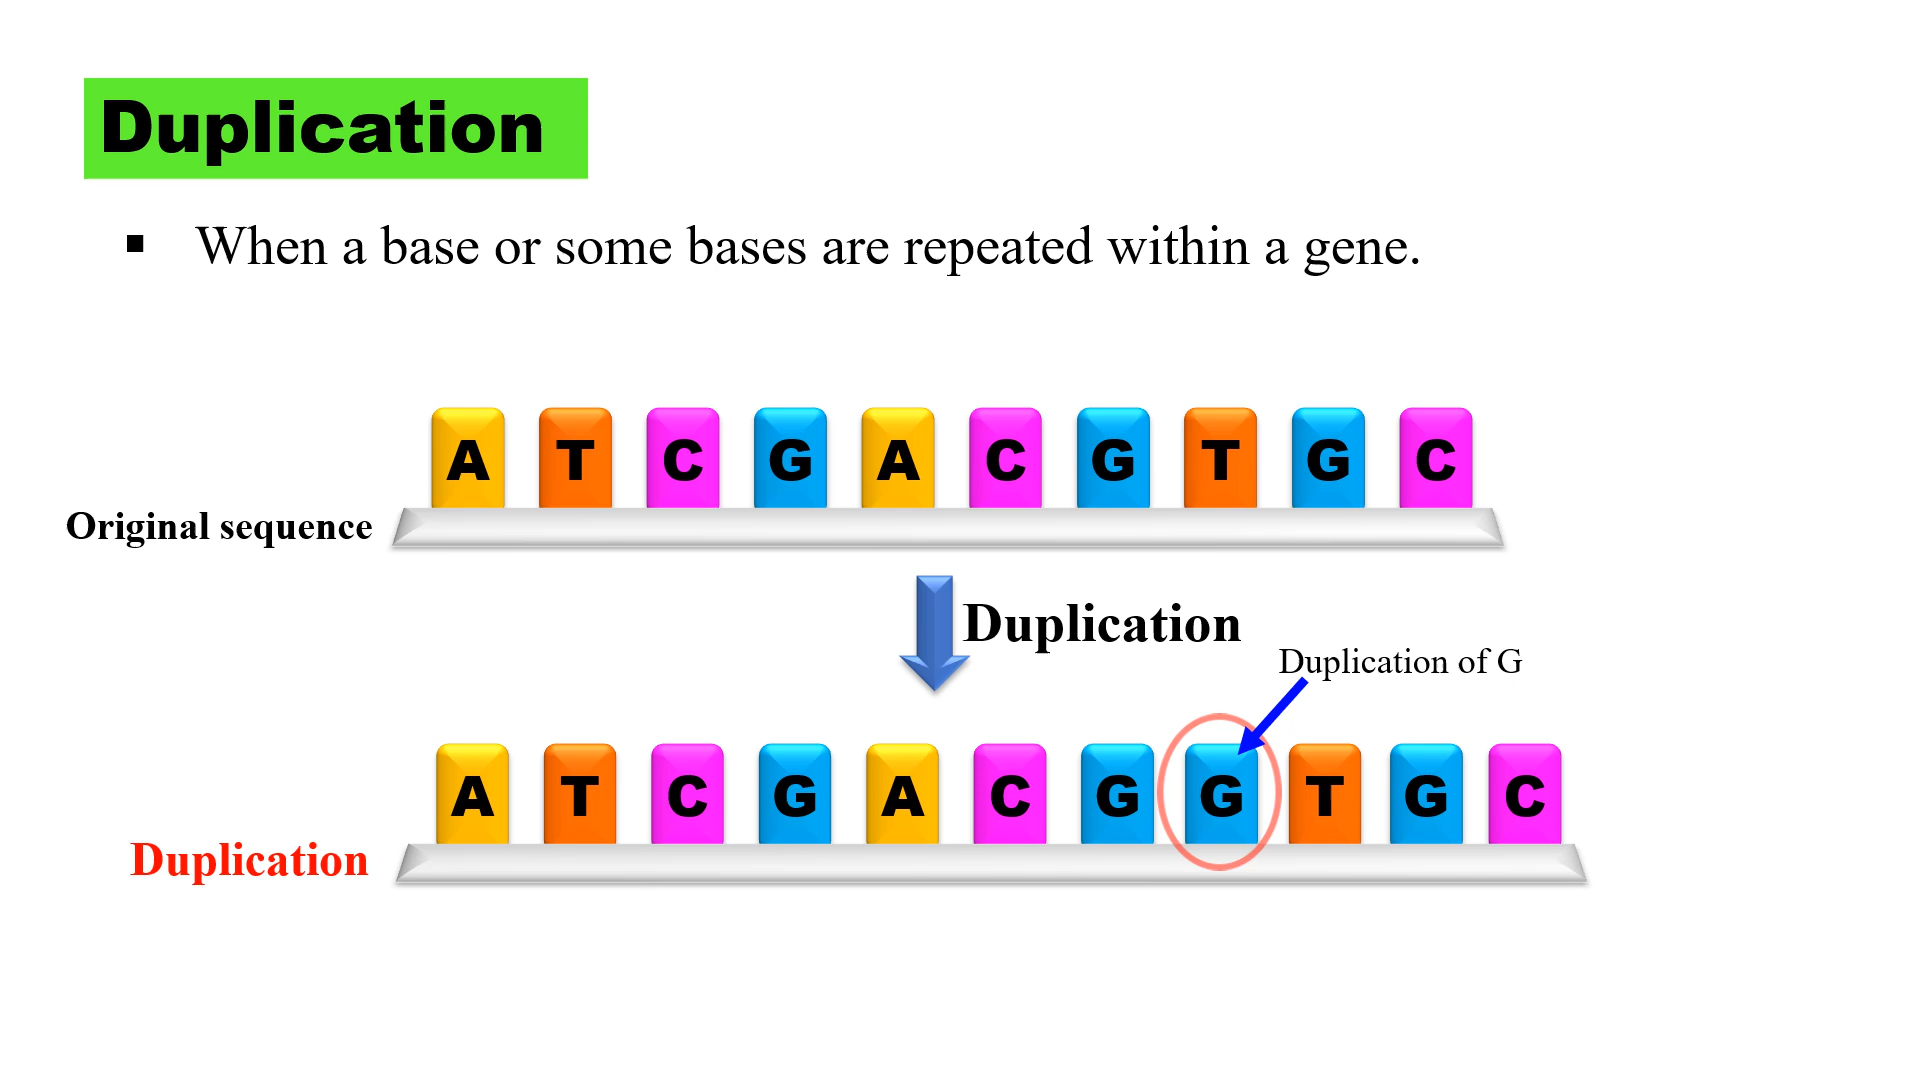 Duplication
▪ When a base or some bases are repeated within a gene.
A T C G A C G T G C
Original sequence
Duplication
Duplication of G
A T C G A C G G T G C
Duplication